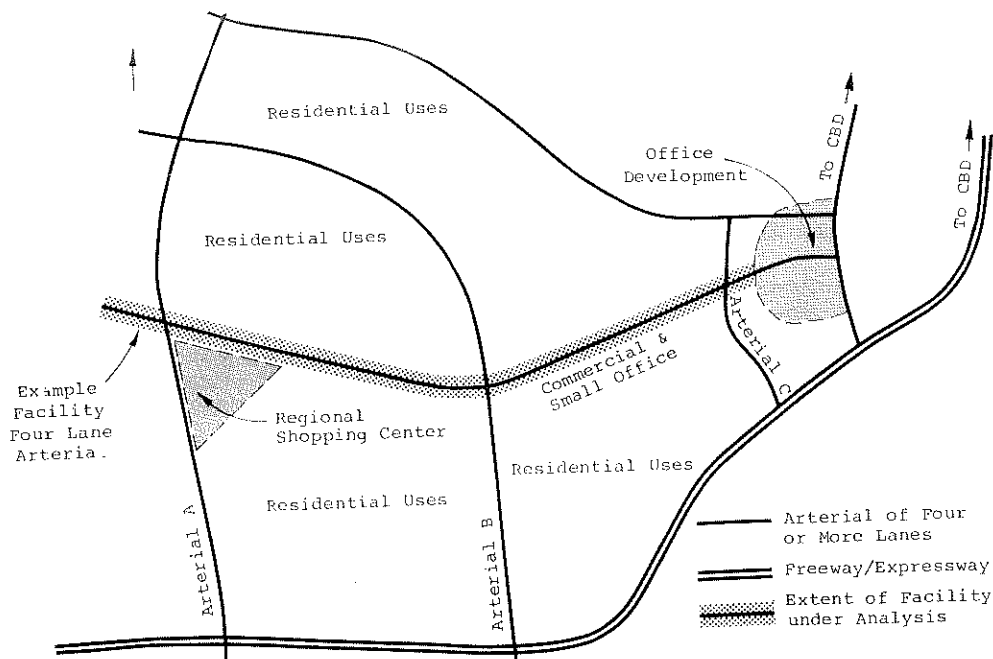 Residential Uses
Office
Development
To CBD
To CBD
Residential Uses
Example
Facility
Four Lane
Arteria.
Regional
Shopping Center
Commercial &
Small Office
Arterial C
Residential Uses
Residential Uses
Arterial A
Arterial B
Arterial of Four
or More Lanes
Freeway/Expressway
Extent of Facility
under Analysis